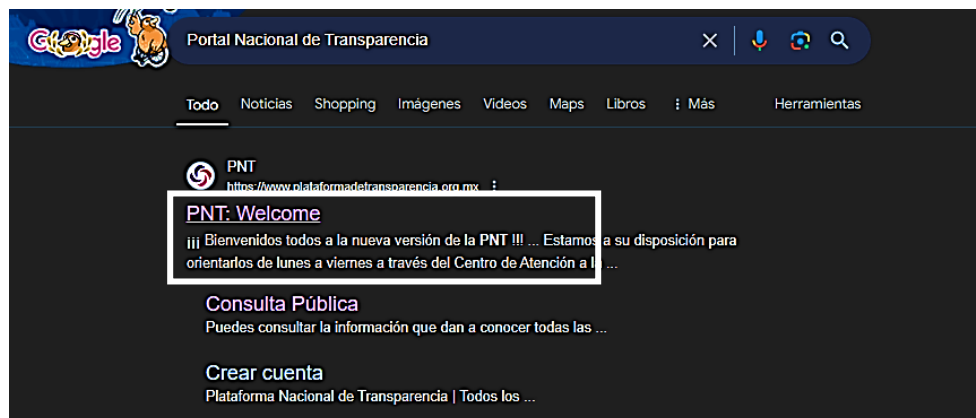 Google
Portal Nacional de Transparencia
Todo Noticias Shopping Imágenes Videos Maps Libros Más Herramientas
PNT
https://www.plataformadetransparencia.org.mx
PNT: Welcome
¡¡¡ Bienvenidos todos a la nueva versión de la PNT !!! ... Estamos a su disposición para
orientarlos de lunes a viernes a través del Centro de Atención a la ...
Consulta Pública
Puedes consultar la información que dan a conocer todas las ...
Crear cuenta
Plataforma Nacional de Transparencia | Todos los ...